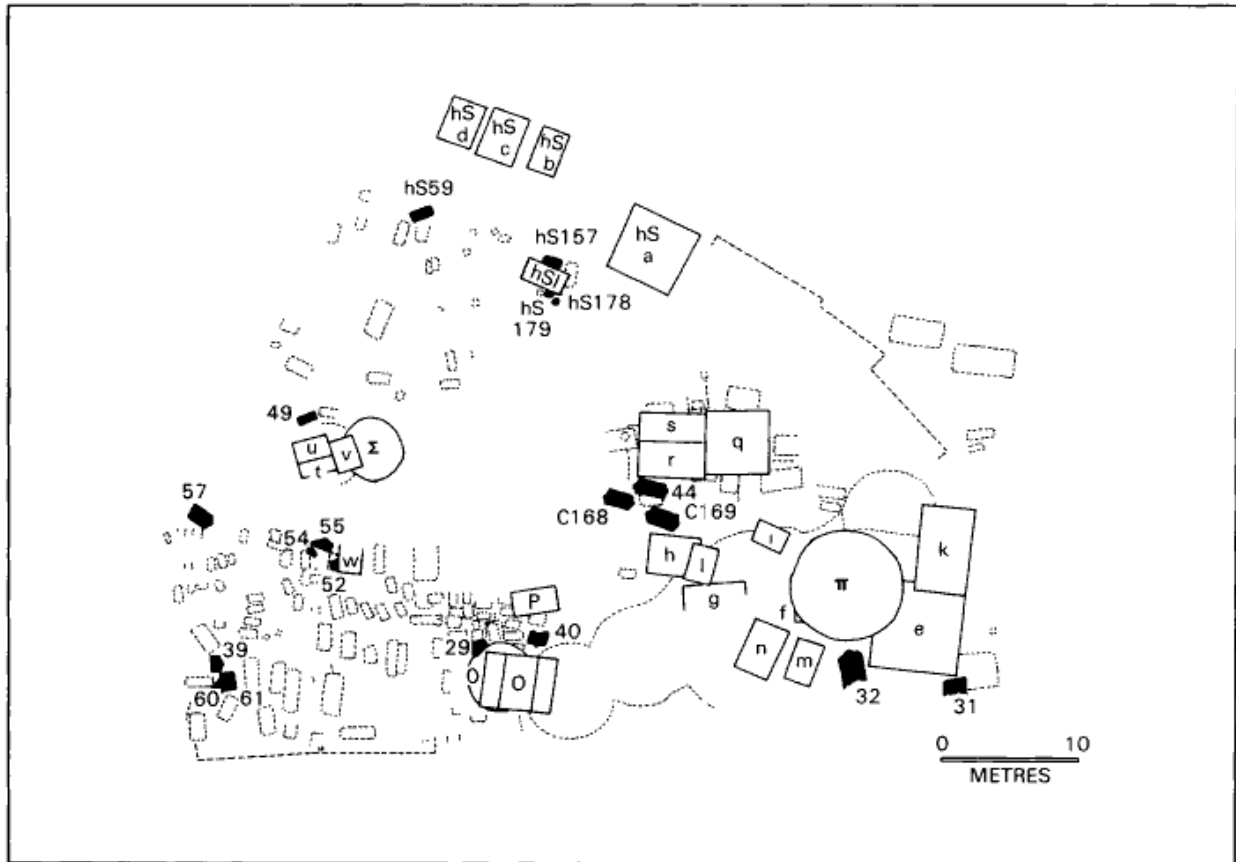 hS
d
hS
c
hS
b
hS59
hS157
hS
a
hSI
hS178
hS
179
49
u
v
Σ
t
s
r
q
57
44
C168
C169
55
54
w
52
h
l
ı
g
k
π
P
f
e
n
m
40
29
O
O
39
60
61
32
31
0 10
METRES